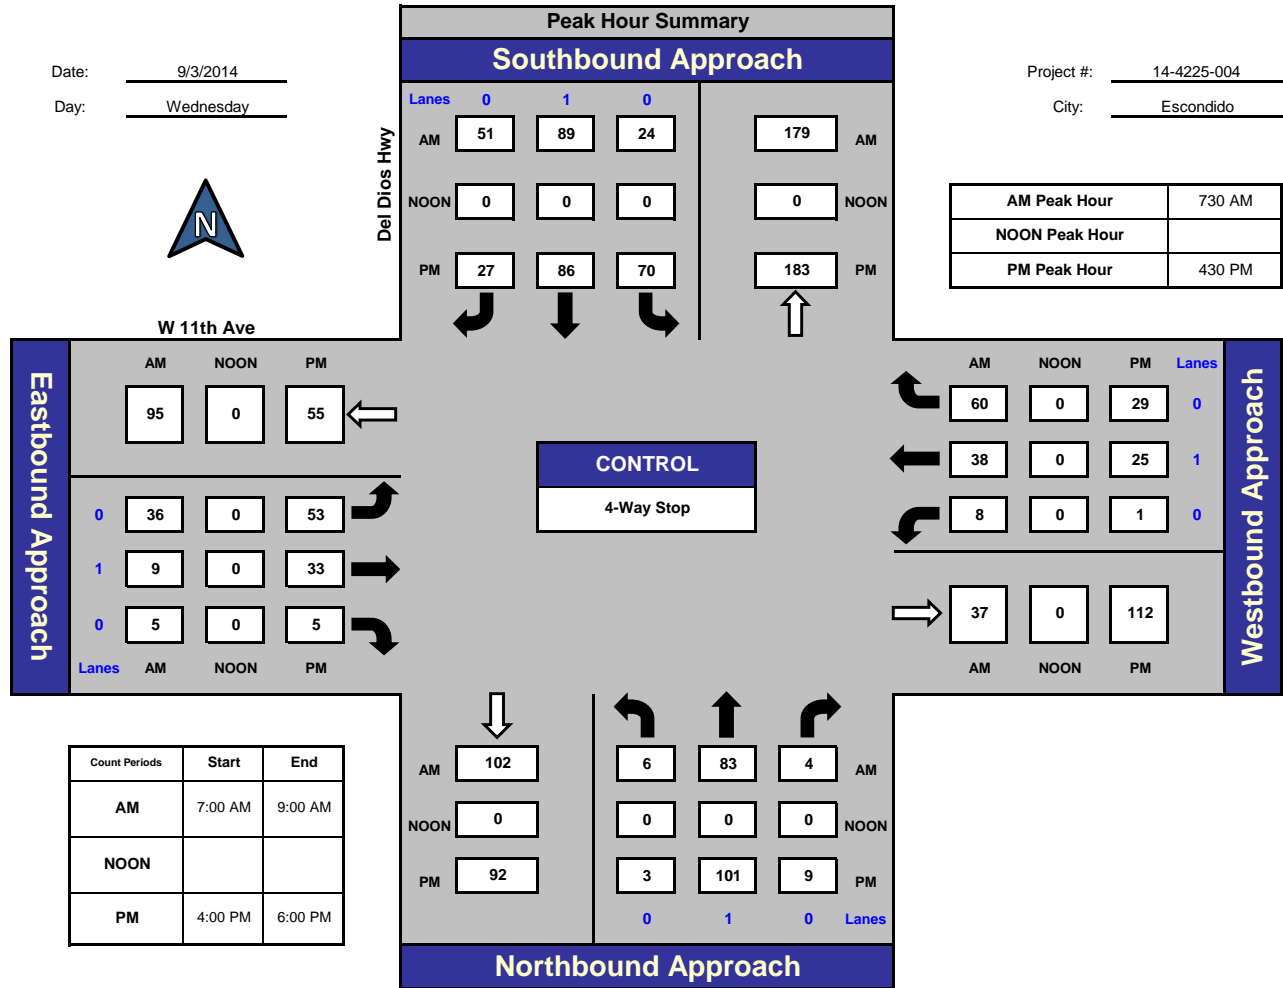 Peak Hour Summary
Southbound Approach
Date: 9/3/2014
Day: Wednesday
Project #: 14-4225-004
City: Escondido
Lanes 0 1 0
AM 51 89 24 179 AM
NOON 0 0 0 0 NOON
PM 27 86 70 183 PM
Del Dios Hwy
N
AM Peak Hour 730 AM
NOON Peak Hour
PM Peak Hour 430 PM
W 11th Ave
Eastbound Approach
AM NOON PM
95 0 55
0 36 0 53
1 9 0 33
0 5 0 5
Lanes AM NOON PM
CONTROL
4-Way Stop
AM NOON PM Lanes
60 0 29 0
38 0 25 1
8 0 1 0
37 0 112
AM NOON PM
Westbound Approach
Count Periods Start End
AM 7:00 AM 9:00 AM
NOON
PM 4:00 PM 6:00 PM
AM 102 6 83 4 AM
NOON 0 0 0 0 NOON
PM 92 3 101 9 PM
0 1 0 Lanes
Northbound Approach